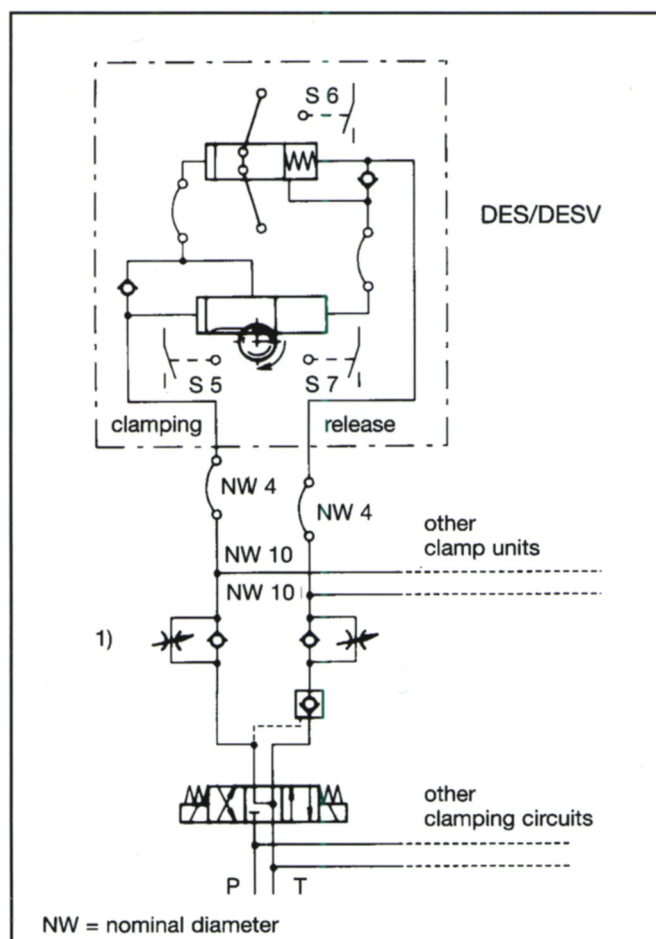 S 6
DES/DESV
S 5
S 7
clamping
release
NW 4
NW 4
other
clamp units
NW 10
NW 10
1)
other
clamping circuits
P
T
NW = nominal diameter